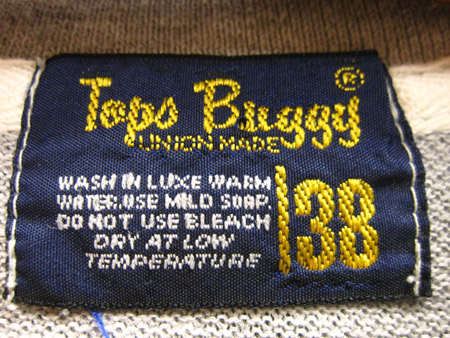 Tops Buggy ®
UNION MADE
WASH IN LUXE WARM
WATER.USE MILD SOAP.
DO NOT USE BLEACH
DRY AT LOW
TEMPERATURE
38